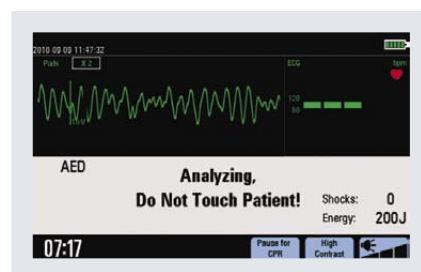 2010-09-09 11:47:32
Pads X 2 ECG bpm
120
50
AED
Analyzing,
Do Not Touch Patient!
Shocks: 0
Energy: 200J
07:17
Pause for
CPR
High
Contrast